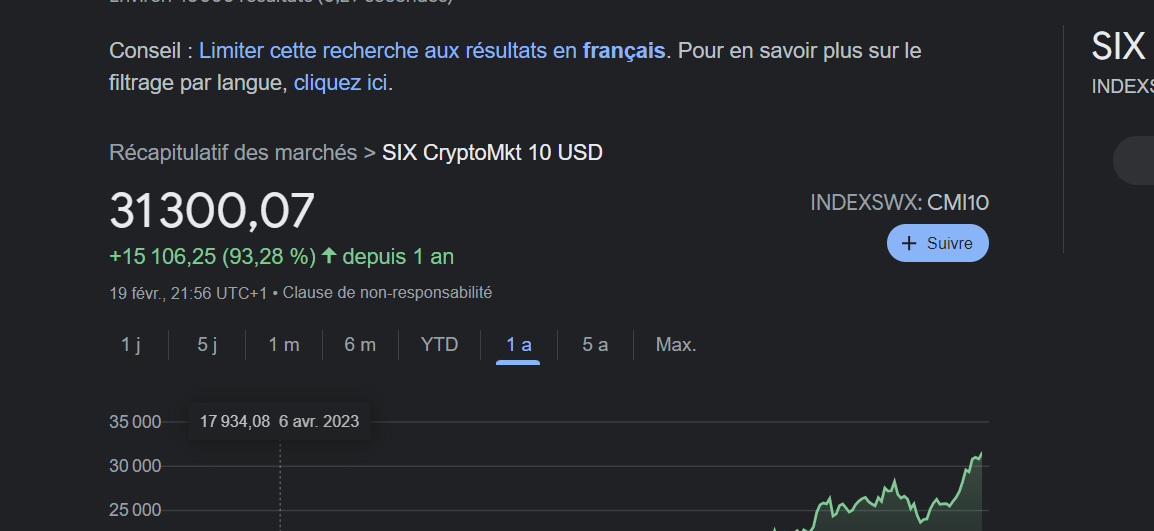 Conseil : Limiter cette recherche aux résultats en français. Pour en savoir plus sur le
filtrage par langue, cliquez ici.
SIX
INDEXS
Récapitulatif des marchés > SIX CryptoMkt 10 USD
31 300,07
INDEXSWX: CMI10
+ Suivre
+15 106,25 (93,28 %) ↑ depuis 1 an
19 févr., 21:56 UTC+1 • Clause de non-responsabilité
1 j 5 j 1 m 6 m YTD 1 a 5 a Max.
17 934,08 6 avr. 2023
35 000
30 000
25 000